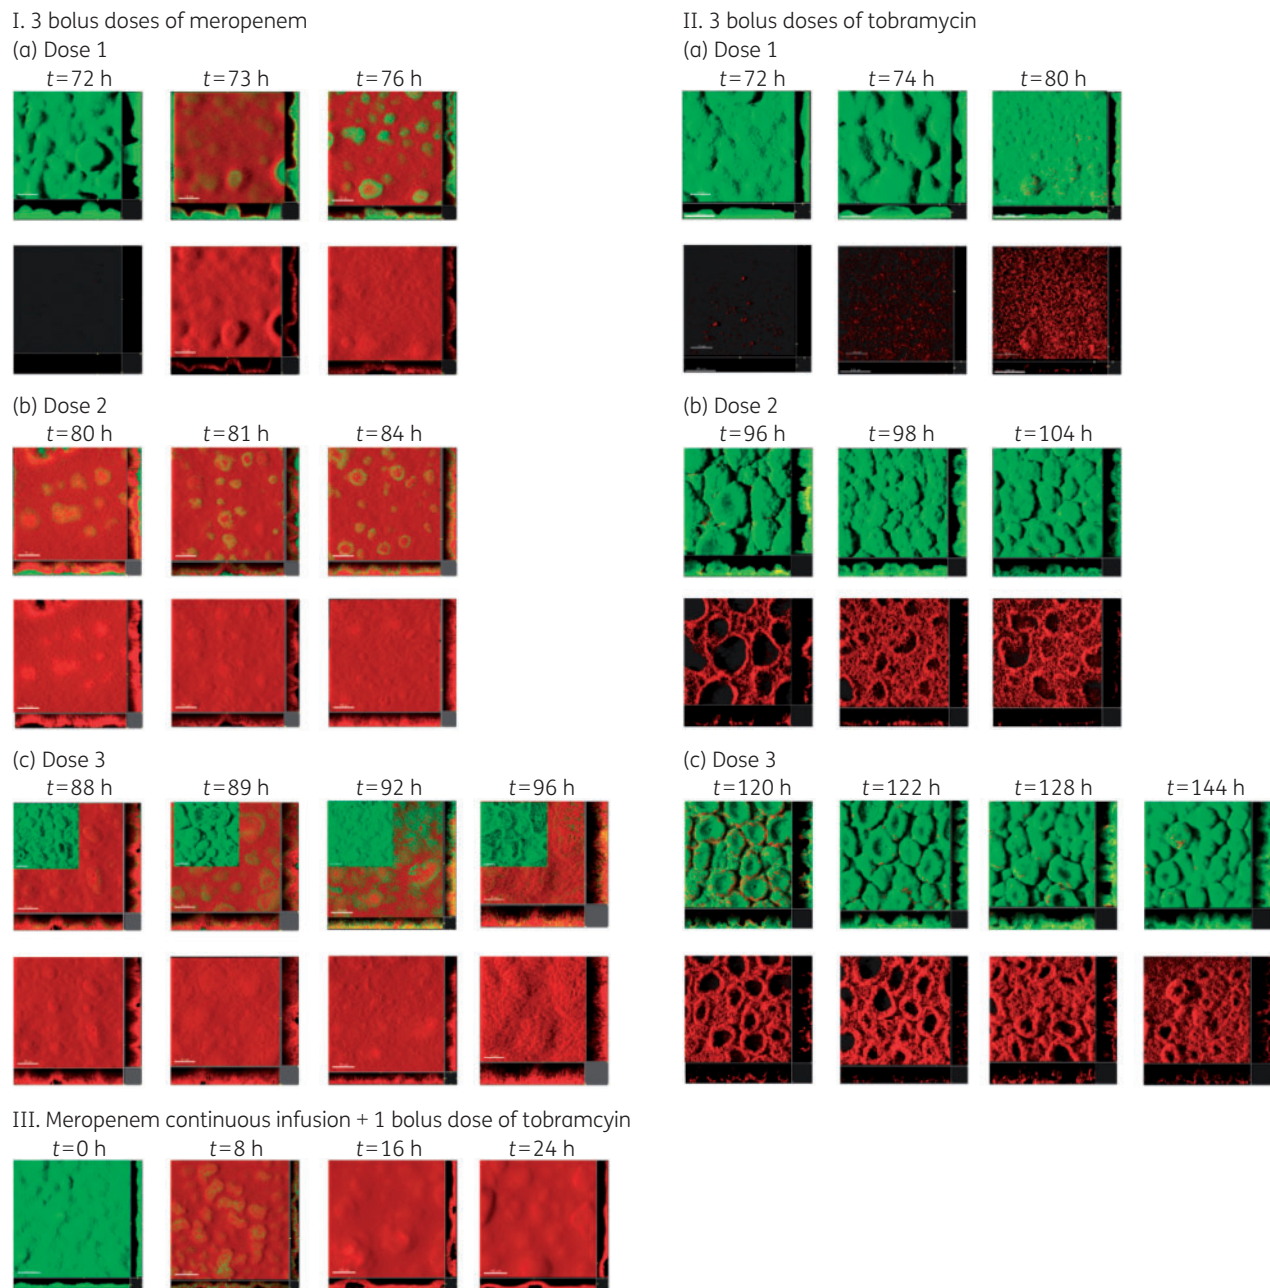 I. 3 bolus doses of meropenem
(a) Dose 1
t=72 h
t=73 h
t=76 h
(b) Dose 2
t=80 h
t=81 h
t=84 h
(c) Dose 3
t=88 h
t=89 h
t=92 h
t=96 h
III. Meropenem continuous infusion + 1 bolus dose of tobramcyin
t=0 h
t=8 h
t=16 h
t=24 h
II. 3 bolus doses of tobramycin
(a) Dose 1
t=72 h
t=74 h
t=80 h
(b) Dose 2
t=96 h
t=98 h
t=104 h
(c) Dose 3
t=120 h
t=122 h
t=128 h
t=144 h